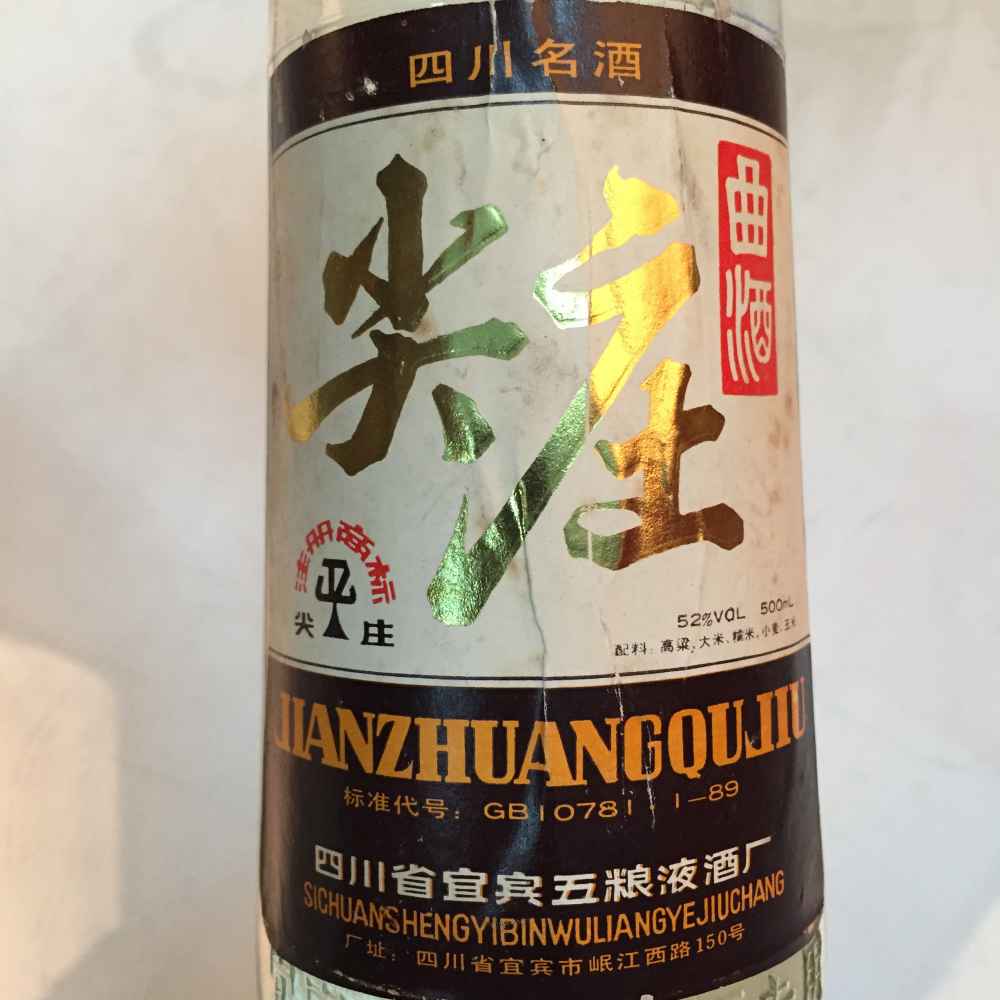 四川名酒
尖庄
曲酒
注册商标
尖庄
52%VOL 500mL
配料:高粱、大米、糯米、小麦、玉米
JIANZHUANGQUJIU
标准代号:GB10781·1-89
四川省宜宾五粮液酒厂
SICHUANSHENGYIBINWULIANGYEJIUCHANG
厂址:四川省宜宾市岷江西路150号